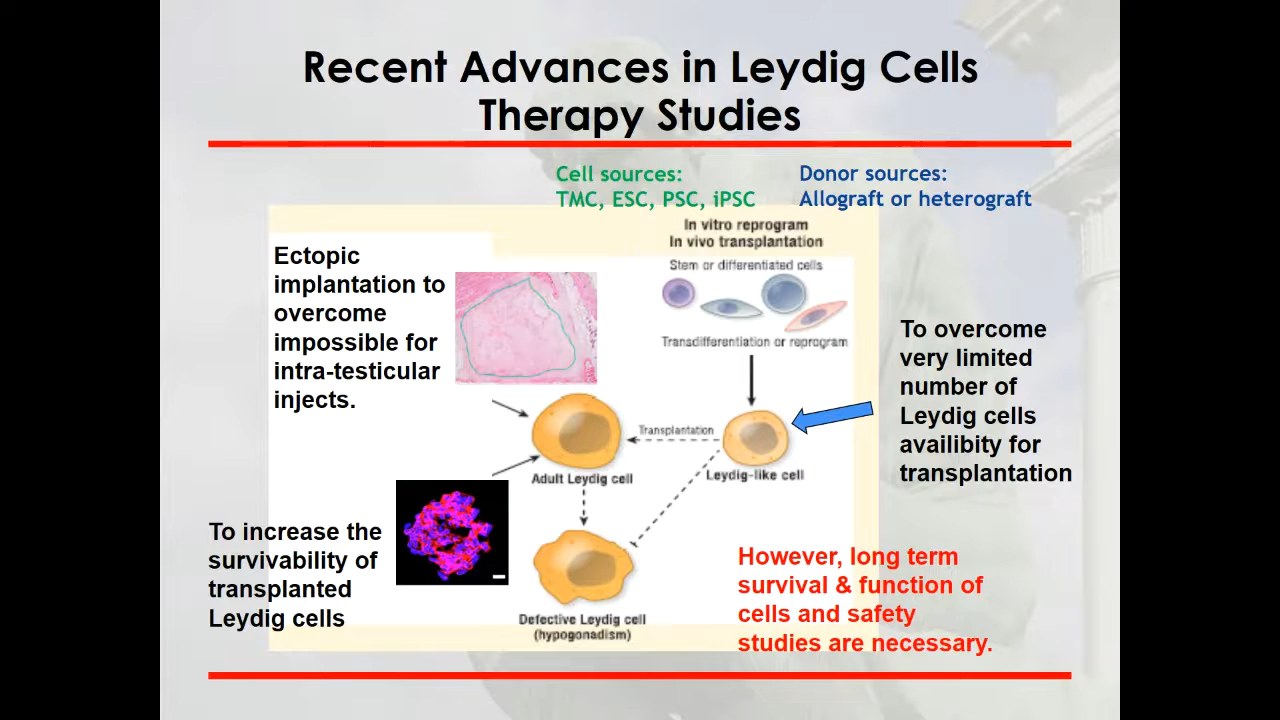 Recent Advances in Leydig Cells
Therapy Studies
Cell sources:
TMC, ESC, PSC, iPSC
Donor sources:
Allograft or heterograft
In vitro reprogram
In vivo transplantation
Stem or differentiated cells
Transdifferentiation or reprogram
Ectopic
implantation to
overcome
impossible for
intra-testicular
injects.
To overcome
very limited
number of
Leydig cells
availibity for
transplantation
Transplantation
Adult Leydig cell
Leydig-like cell
To increase the
survivability of
transplanted
Leydig cells
Defective Leydig cell
(hypogonadism)
However, long term
survival & function of
cells and safety
studies are necessary.